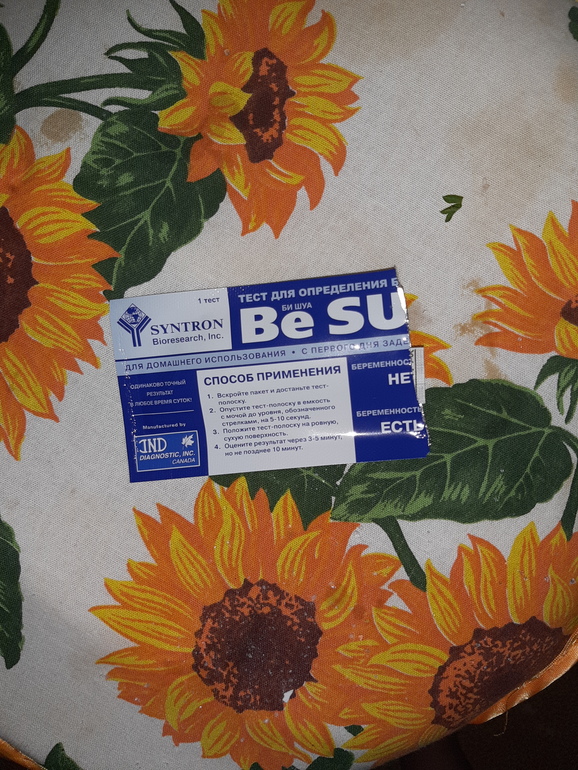 1 тест
SYNTRON
Bioresearch, Inc.
ТЕСТ ДЛЯ ОПРЕДЕЛЕНИЯ Б
БИ ШУА
Be SU
ДЛЯ ДОМАШНЕГО ИСПОЛЬЗОВАНИЯ • С ПЕРВОГО ДНЯ ЗАДЕ
ОДИНАКОВО ТОЧНЫЙ
РЕЗУЛЬТАТ
В ЛЮБОЕ ВРЕМЯ СУТОК!
Manufactured by
IND
DIAGNOSTIC, INC.
CANADA
СПОСОБ ПРИМЕНЕНИЯ
1. Вскройте пакет и достаньте тест-
полоску.
2. Опустите тест-полоску в емкость
с мочой до уровня, обозначенного
стрелками, на 5-10 секунд.
3. Положите тест-полоску на ровную,
сухую поверхность.
4. Оцените результат через 3-5 минут,
но не позднее 10 минут.
БЕРЕМЕННОС
НЕТ
БЕРЕМЕННОСТЬ
ЕСТЬ